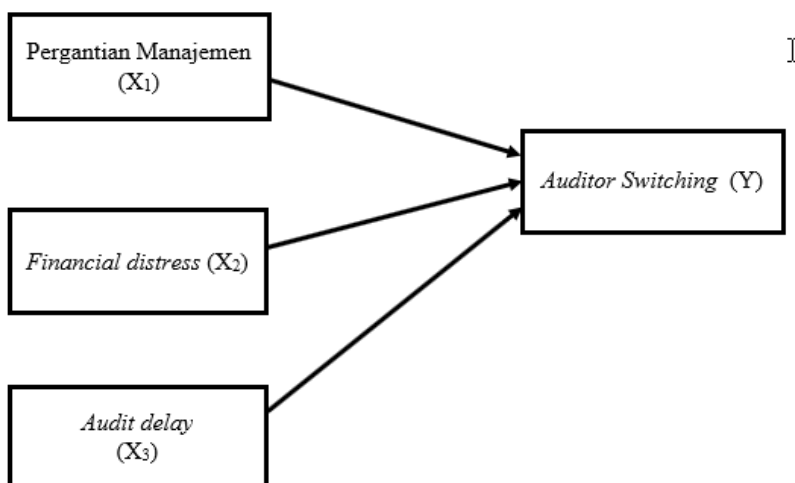 Pergantian Manajemen
(X₁)
Auditor Switching (Y)
Financial distress (X₂)
Audit delay
(X₃)